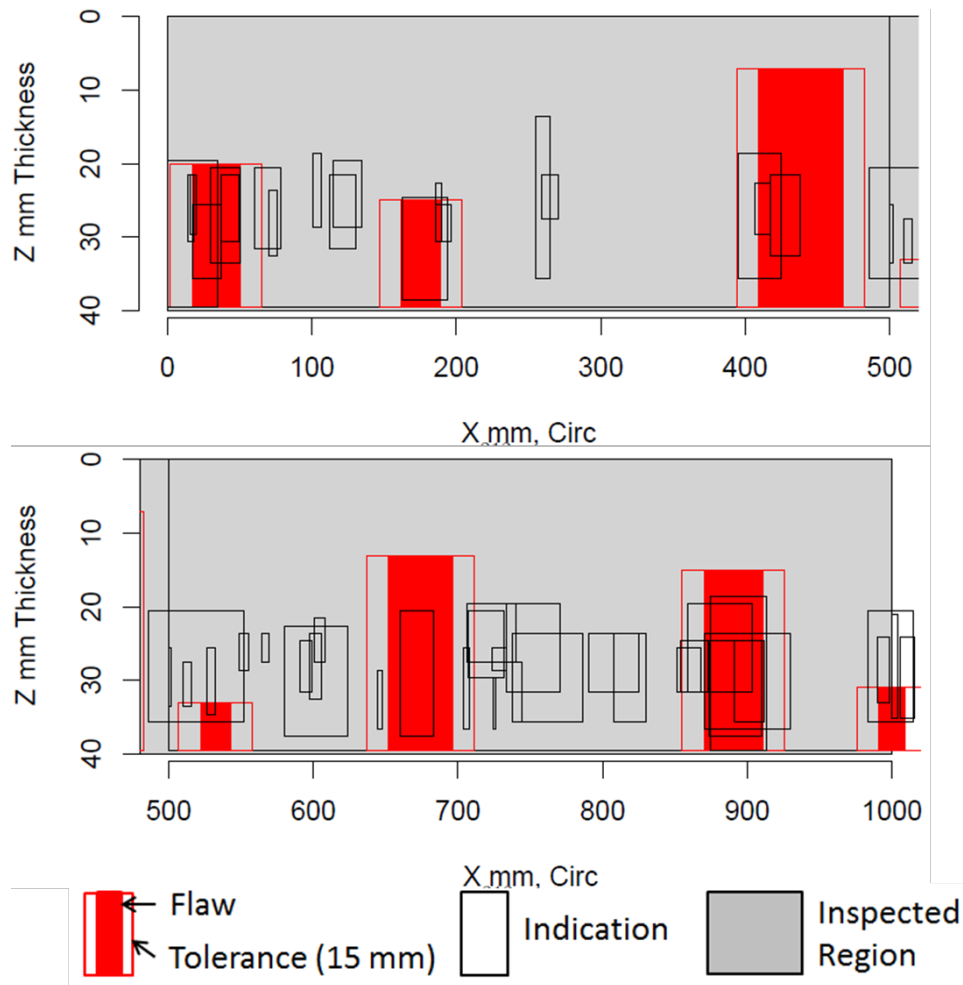 0
10
20
30
40
Z mm Thickness
0 100 200 300 400 500
X mm, Circ
0
10
20
30
40
Z mm Thickness
500 600 700 800 900 1000
X mm, Circ
Flaw
Tolerance (15 mm)
Indication
Inspected
Region